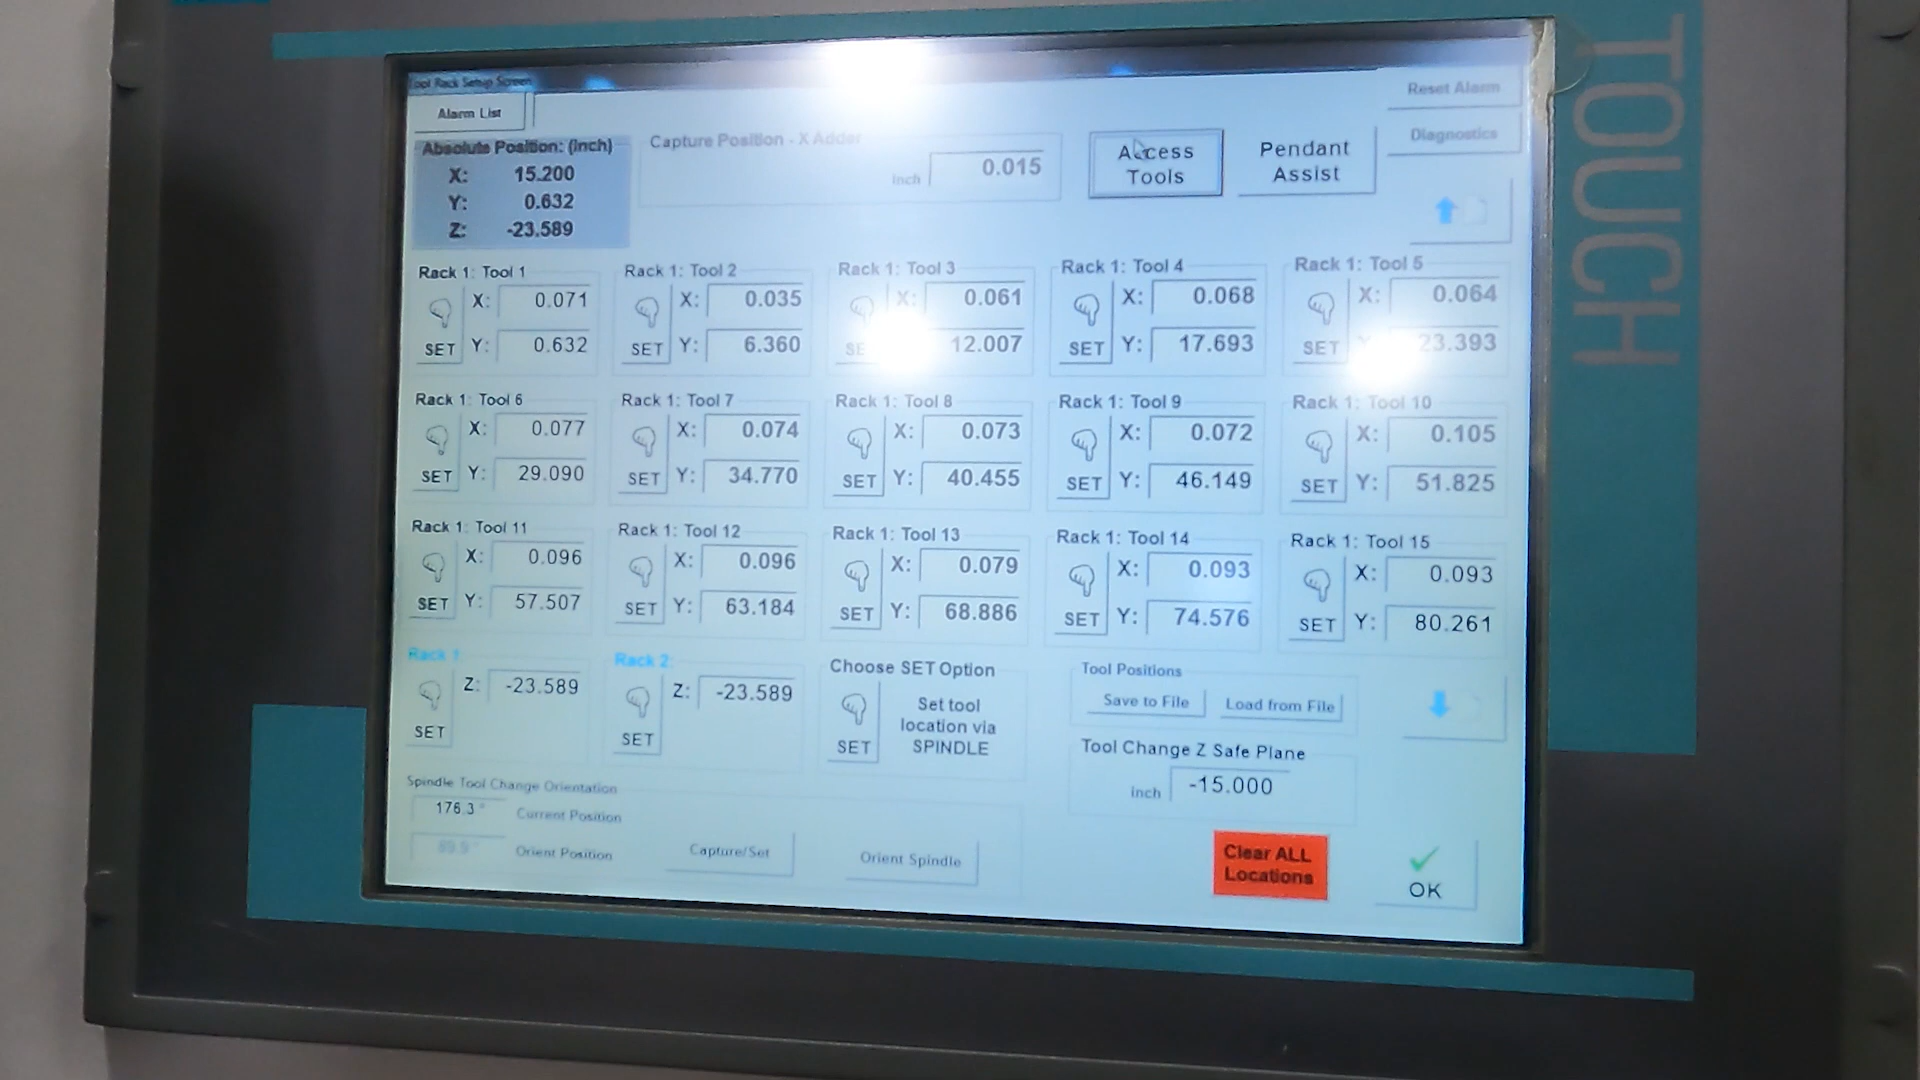 Tool Rack Setup Screen
Alarm List
Reset Alarm
Diagnostics
Absolute Position: (inch)
X: 15.200
Y: 0.632
Z: -23.589
Capture Position - X Adder
inch 0.015
Access
Tools
Pendant
Assist
TOUCH
Rack 1: Tool 1
X: 0.071
SET Y: 0.632
Rack 1: Tool 2
X: 0.035
SET Y: 6.360
Rack 1: Tool 3
X: 0.061
12.007
Rack 1: Tool 4
X: 0.068
SET Y: 17.693
Rack 1: Tool 5
X: 0.064
SET 23.393
Rack 1: Tool 6
X: 0.077
SET Y: 29.090
Rack 1: Tool 7
X: 0.074
SET Y: 34.770
Rack 1: Tool 8
X: 0.073
SET Y: 40.455
Rack 1: Tool 9
X: 0.072
SET Y: 46.149
Rack 1: Tool 10
X: 0.105
SET Y: 51.825
Rack 1: Tool 11
X: 0.096
SET Y: 57.507
Rack 1: Tool 12
X: 0.096
SET Y: 63.184
Rack 1: Tool 13
X: 0.079
SET Y: 68.886
Rack 1: Tool 14
X: 0.093
SET Y: 74.576
Rack 1: Tool 15
X: 0.093
SET Y: 80.261
Rack 1:
Z: -23.589
SET
Rack 2:
Z: -23.589
SET
Choose SET Option
Set tool
location via
SPINDLE
SET
Tool Positions
Save to File
Load from File
Tool Change Z Safe Plane
inch -15.000
Spindle Tool Change Orientation
176.3° Current Position
89.9° Orient Position
Capture/Set
Orient Spindle
Clear ALL
Locations
OK